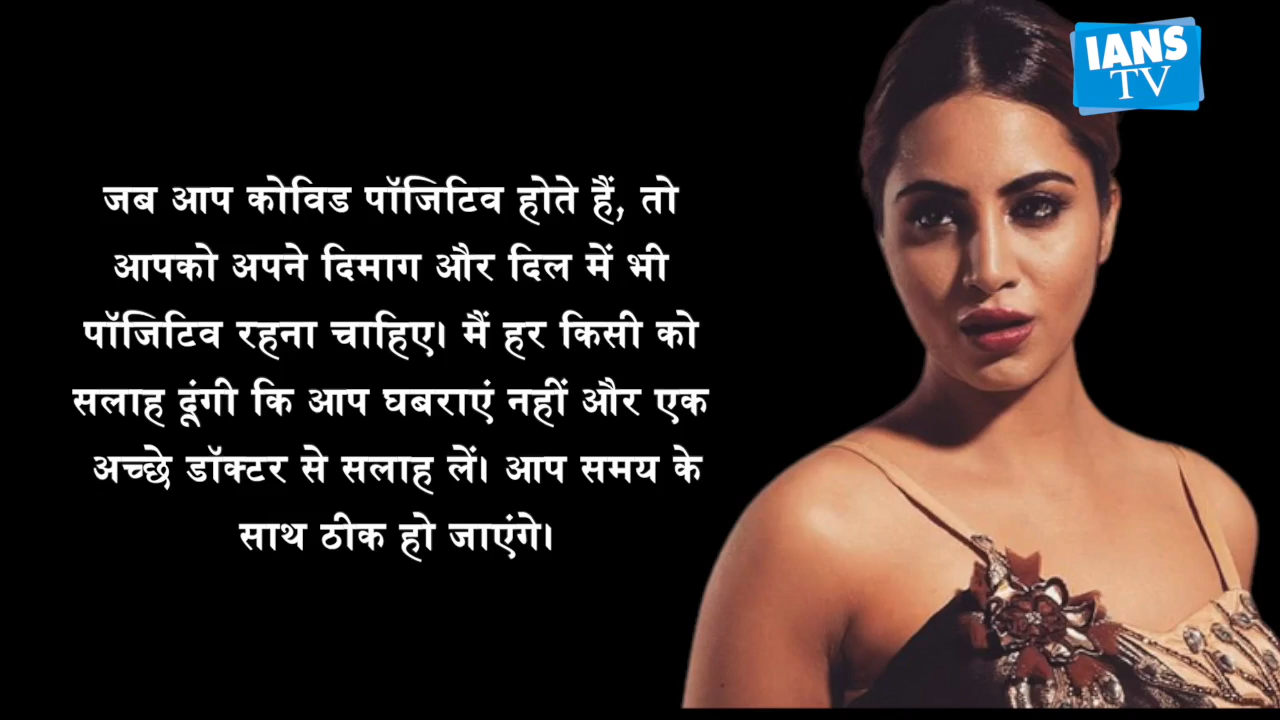 IANS
TV
जब आप कोविड पॉजिटिव होते हैं, तो
आपको अपने दिमाग और दिल में भी
पॉजिटिव रहना चाहिए। मैं हर किसी को
सलाह दूंगी कि आप घबराएं नहीं और एक
अच्छे डॉक्टर से सलाह लें। आप समय के
साथ ठीक हो जाएंगे।